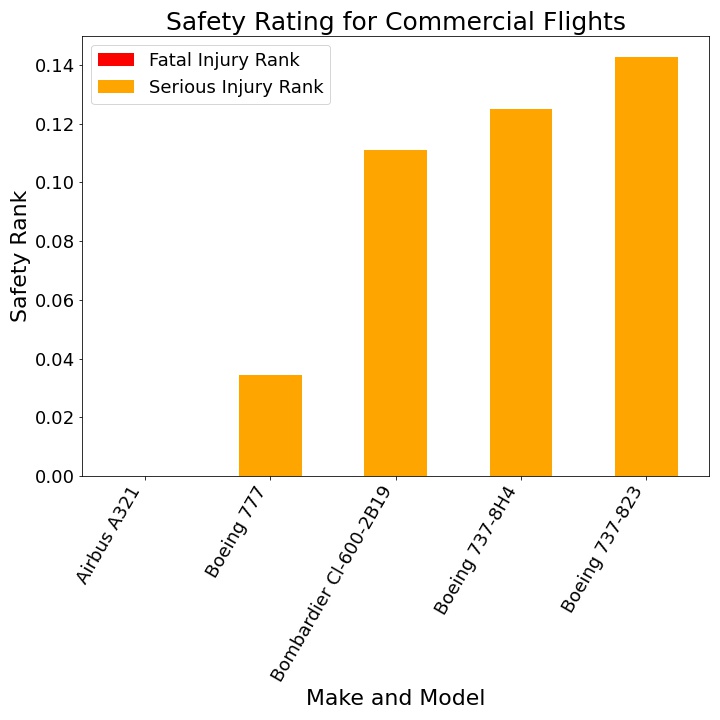 Safety Rating for Commercial Flights
Fatal Injury Rank
Serious Injury Rank
Safety Rank
0.14
0.12
0.10
0.08
0.06
0.04
0.02
0.00
Airbus A321
Boeing 777
Bombardier Cl-600-2B19
Boeing 737-8H4
Boeing 737-823
Make and Model